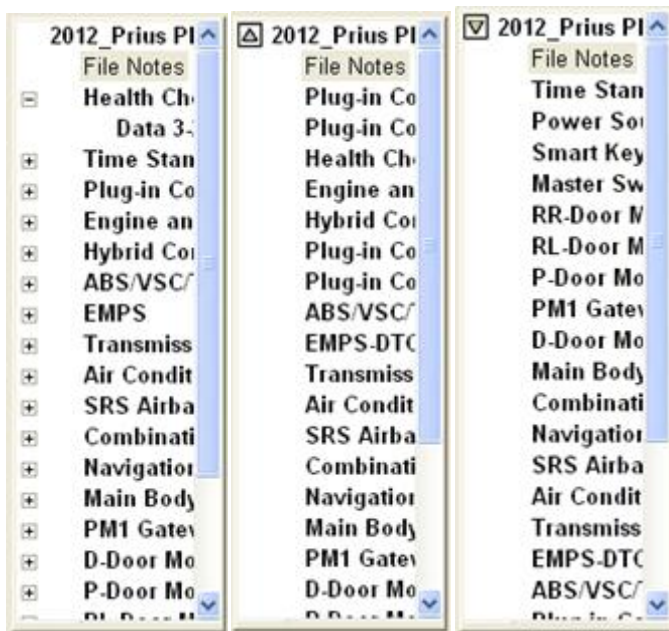 2012_Prius Pl
File Notes
Health Ch
Data 3-
Time Stan
Plug-in Co
Engine an
Hybrid Co
ABS/VSC/
EMPS
Transmiss
Air Condit
SRS Airba
Combinati
Navigation
Main Body
PM1 Gate
D-Door Mo
P-Door Mo
2012_Prius Pl
File Notes
Plug-in Co
Plug-in Co
Health Ch
Engine an
Hybrid Co
Plug-in Co
Plug-in Co
ABS/VSC/
EMPS-DTC
Transmiss
Air Condit
SRS Airba
Combinati
Navigation
Main Body
PM1 Gate
D-Door Mo
2012_Prius Pl
File Notes
Time Stan
Power So
Smart Key
Master Sw
RR-Door M
RL-Door M
P-Door Mo
PM1 Gate
D-Door Mo
Main Body
Combinati
Navigation
SRS Airba
Air Condit
Transmiss
EMPS-DTC
ABS/VSC/